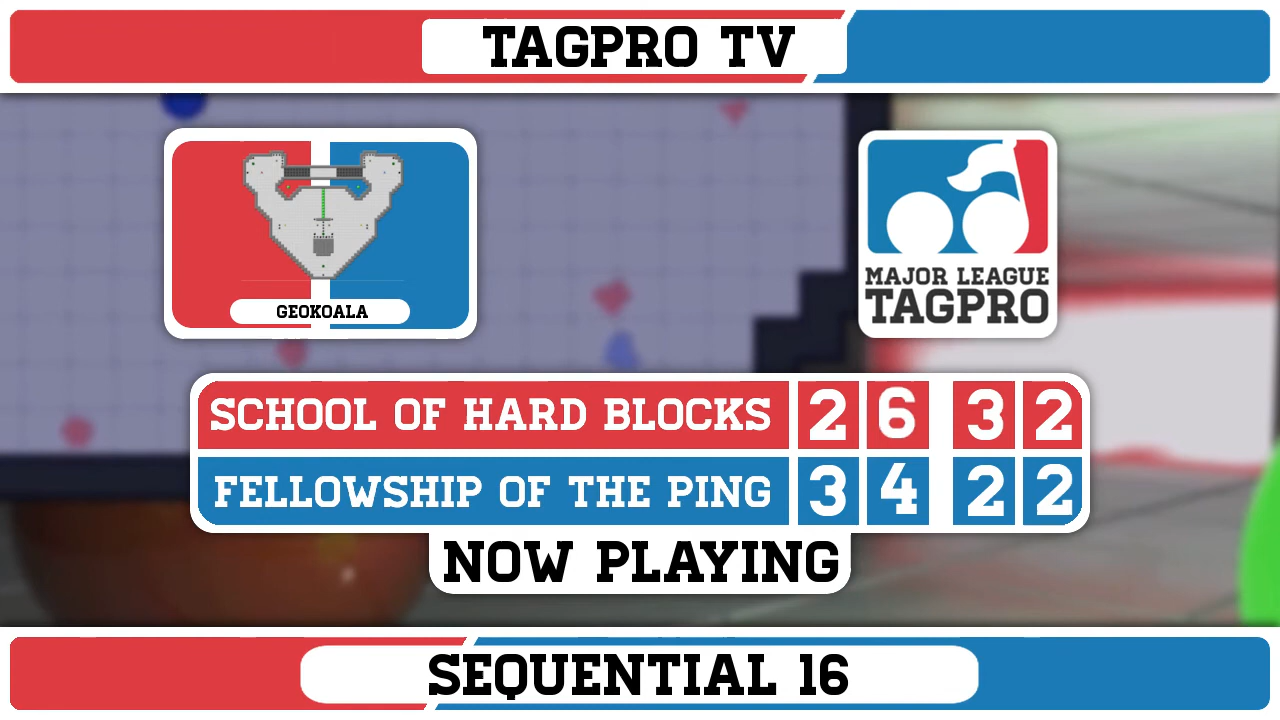 TAGPRO TV
GEOKOALA
MAJOR LEAGUE
TAGPRO
SCHOOL OF HARD BLOCKS 2 6 3 2
FELLOWSHIP OF THE PING 3 4 2 2
NOW PLAYING
SEQUENTIAL 16